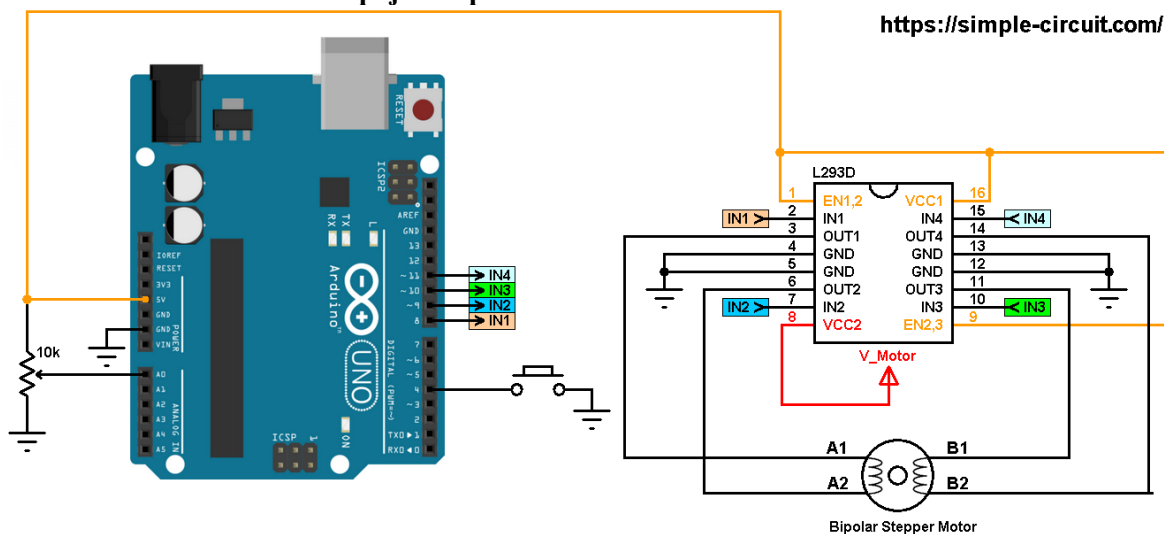 https://simple-circuit.com/
RESET
ICSP2
L293D
1 EN1,2 VCC1 16
IN1 2 IN1 IN4 15 IN4
3 OUT1 OUT4 14
4 GND GND 13
5 GND GND 12
6 OUT2 OUT3 11
IN2 7 IN2 IN3 10 IN3
8 VCC2 EN2,3 9
V_Motor
AREF
GND
13
12
~11 IN4
~10 IN3
~9 IN2
8 IN1
7
~6
~5
4
~3
2
TX0 ▶ 1
RX0 ◀ 0
DIGITAL (PWM=~)
RX
TX
L
Arduino™
UNO
ON
ICSP
1
IOREF
RESET
3V3
5V
GND
GND
VIN
POWER
10k
A0
A1
A2
A3
A4
A5
ANALOG IN
A1 B1
A2 B2
Bipolar Stepper Motor